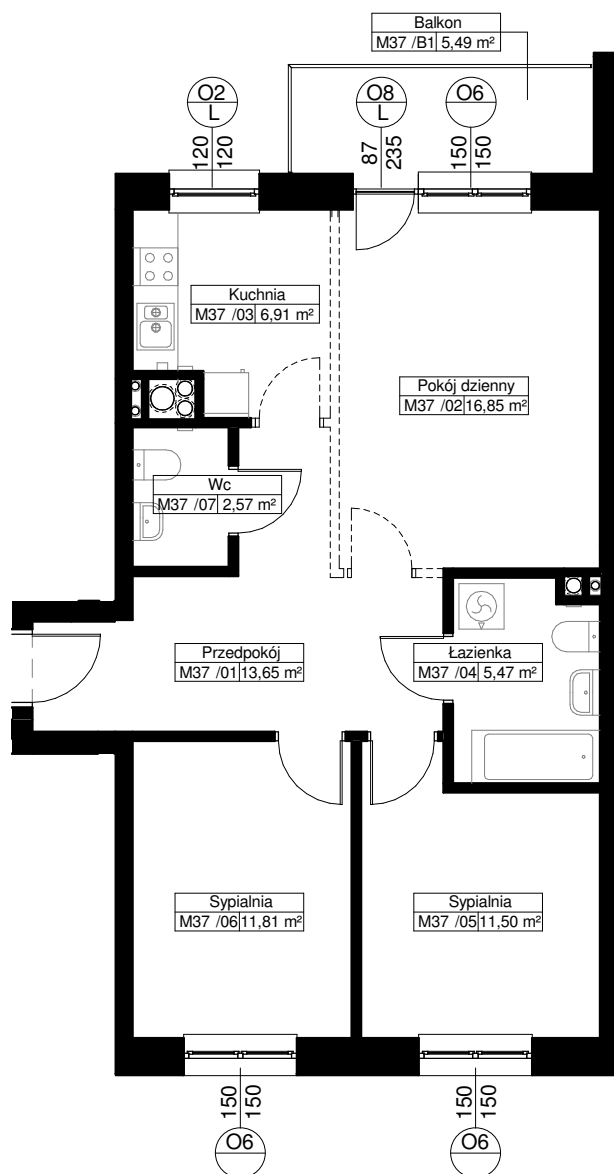 Balkon
M37 /B1 5,49 m²
O2
L
120
120
O8
L
87
235
O6
150
150
Kuchnia
M37 /03 6,91 m²
Pokój dzienny
M37 /02 16,85 m²
Wc
M37 /07 2,57 m²
Przedpokój
M37 /01 13,65 m²
Łazienka
M37 /04 5,47 m²
Sypialnia
M37 /06 11,81 m²
Sypialnia
M37 /05 11,50 m²
150
150
O6
150
150
O6